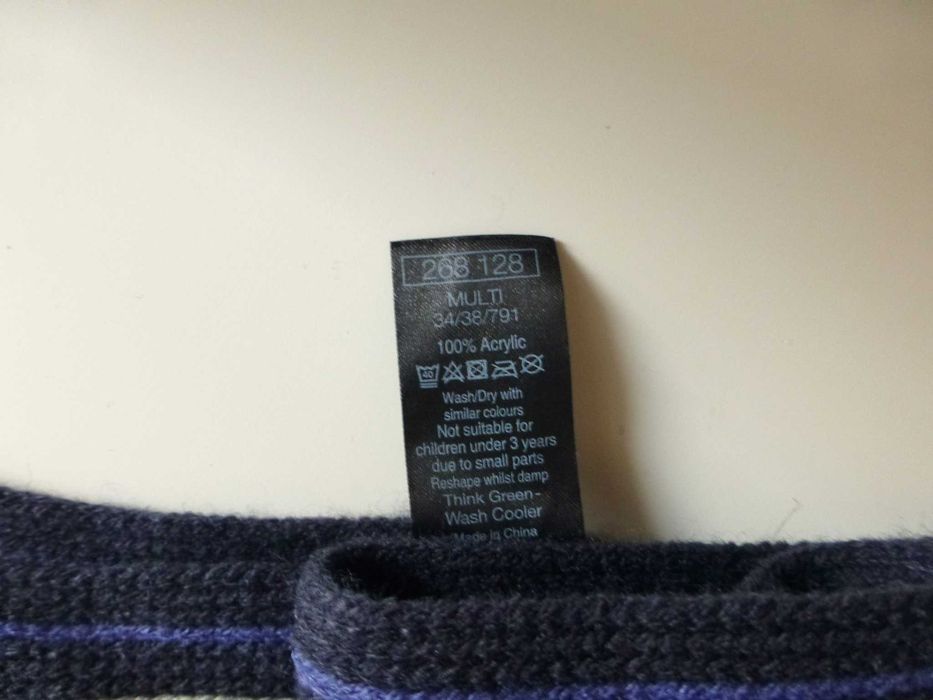 268 128
MULTI
34/38/791
100% Acrylic
40
Wash/Dry with
similar colours
Not suitable for
children under 3 years
due to small parts
Reshape whilst damp
Think Green-
Wash Cooler
Made in China